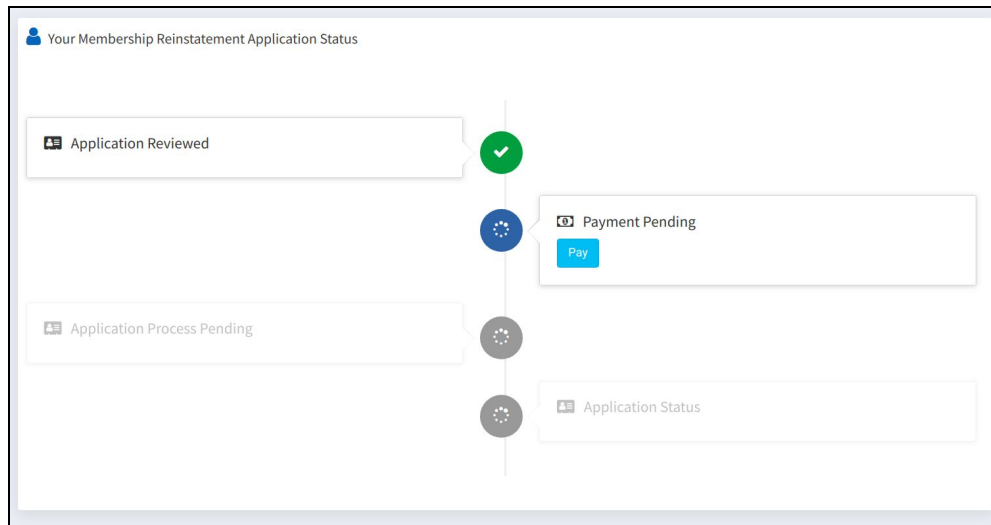 Your Membership Reinstatement Application Status
Application Reviewed
Payment Pending
Pay
Application Process Pending
Application Status